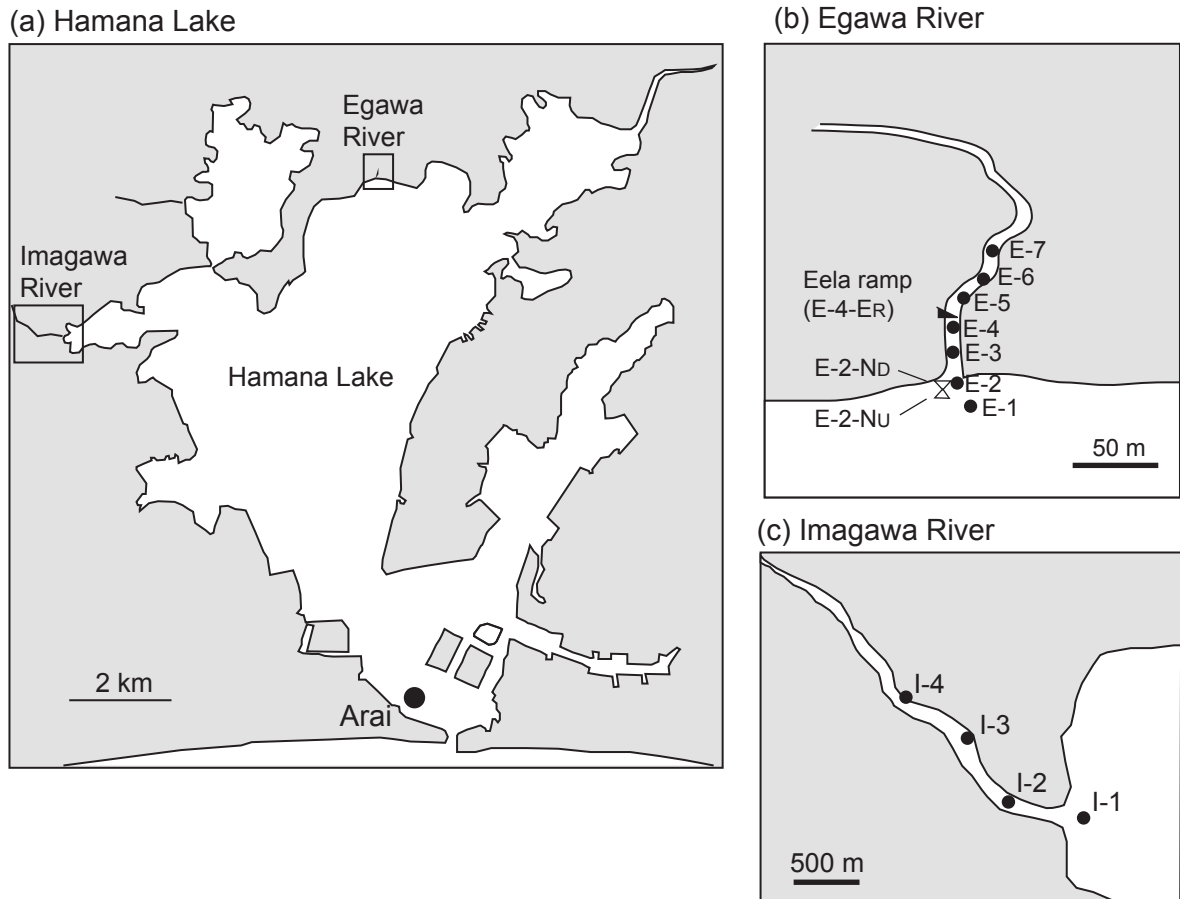 (a) Hamana Lake
Egawa
River
Imagawa
River
Hamana Lake
2 km
Arai
(b) Egawa River
E-7
E-6
Eela ramp
(E-4-ER)
E-5
E-4
E-3
E-2-ND
E-2
E-1
E-2-NU
50 m
(c) Imagawa River
I-4
I-3
I-2
I-1
500 m